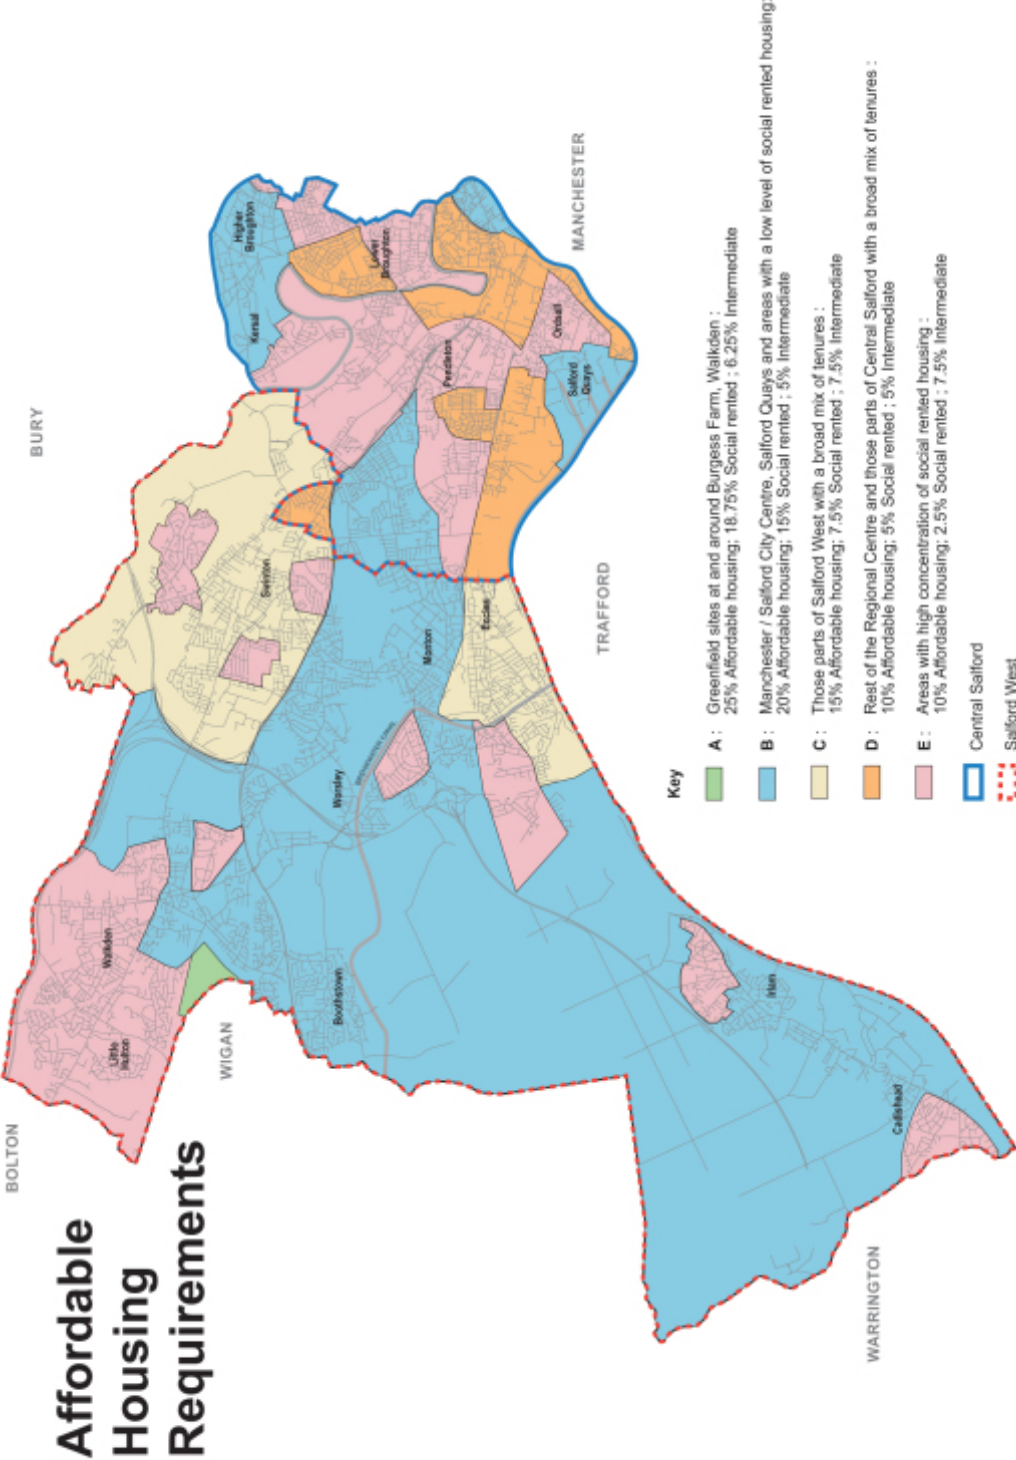 Affordable
Housing
Requirements
BOLTON
BURY
WIGAN
MANCHESTER
TRAFFORD
WARRINGTON
Little
Hulton
Walkden
Boothstown
Worsley
Swinton
Monton
Eccles
Irlam
Cadishead
Kersal
Higher
Broughton
Lower
Broughton
Pendleton
Ordsall
Salford
Quays
Key
A : Greenfield sites at and around Burgess Farm, Walkden :
25% Affordable housing; 18.75% Social rented ; 6.25% Intermediate
B : Manchester / Salford City Centre, Salford Quays and areas with a low level of social rented housing:
20% Affordable housing; 15% Social rented ; 5% Intermediate
C : Those parts of Salford West with a broad mix of tenures :
15% Affordable housing; 7.5% Social rented ; 7.5% Intermediate
D : Rest of the Regional Centre and those parts of Central Salford with a broad mix of tenures :
10% Affordable housing; 5% Social rented ; 5% Intermediate
E : Areas with high concentration of social rented housing :
10% Affordable housing; 2.5% Social rented ; 7.5% Intermediate
Central Salford
Salford West